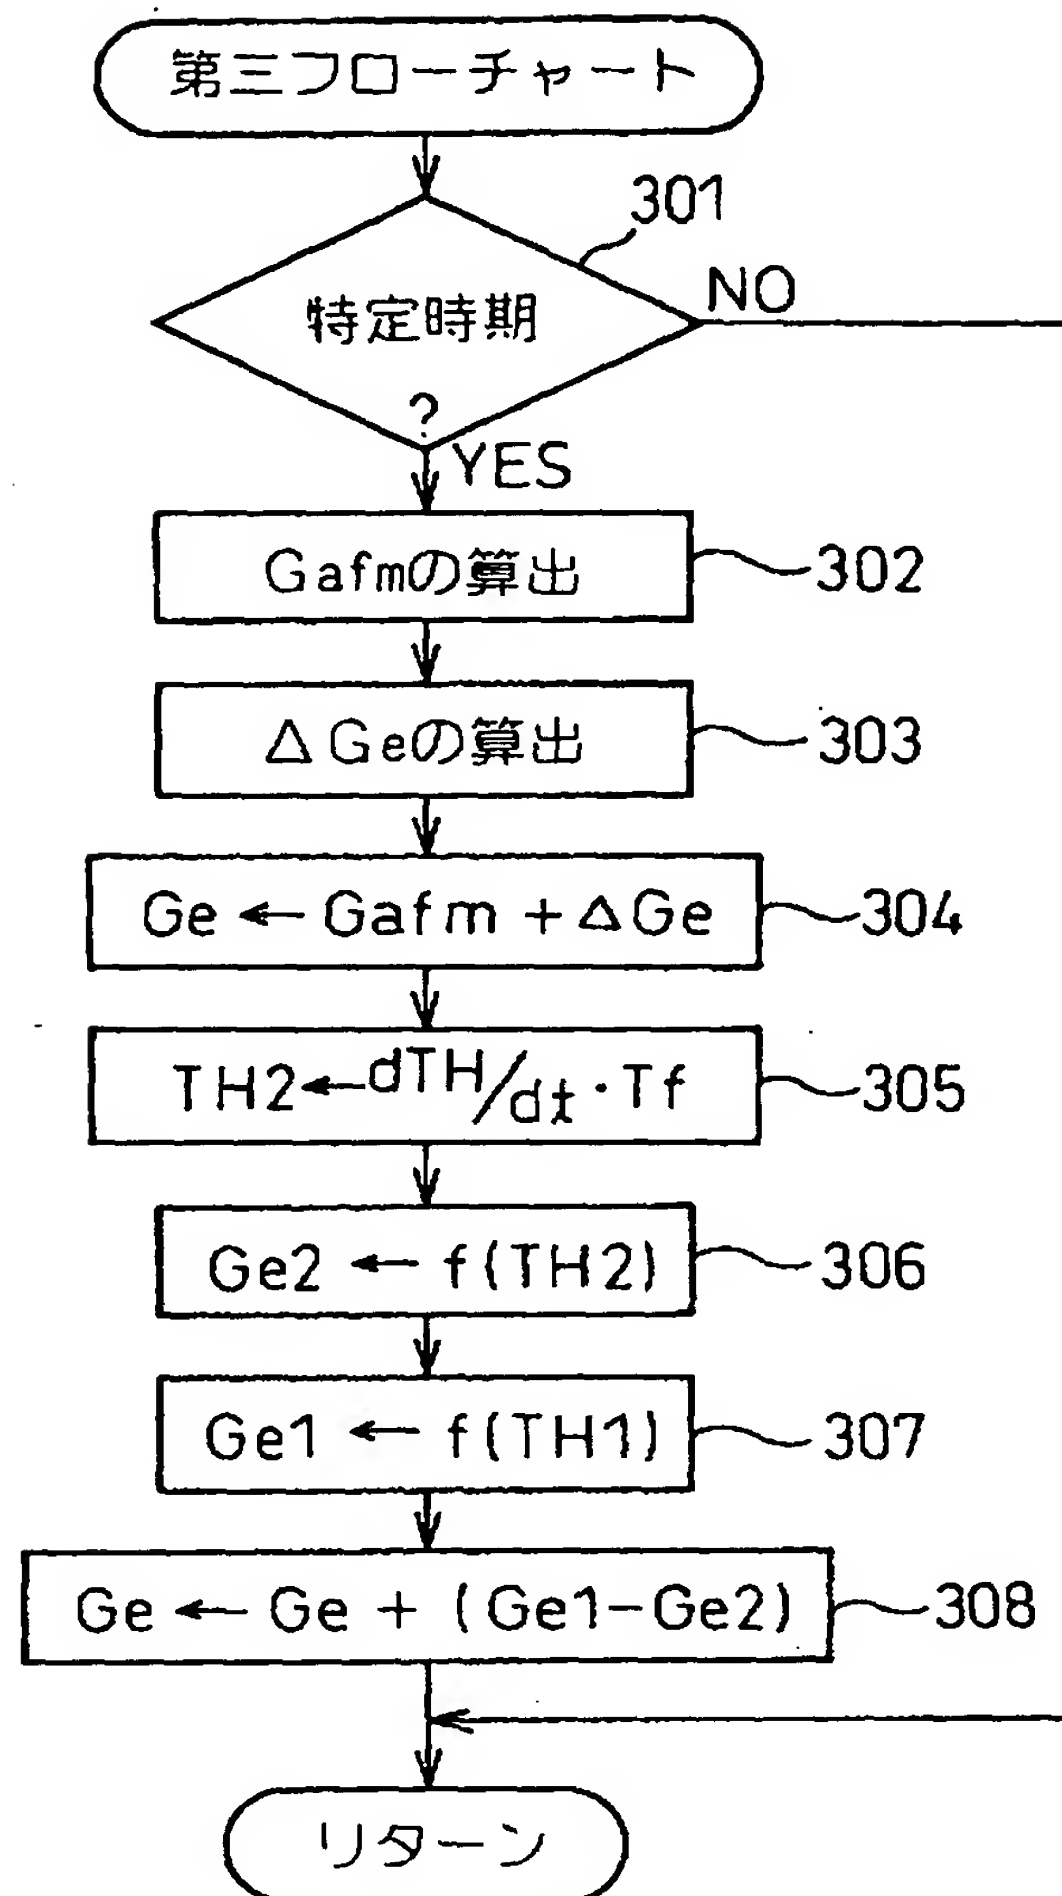 第三フローチャート
301
特定時期
?
NO
YES
Gafmの算出
302
ΔGeの算出
303
Ge ← Gafm + ΔGe
304
TH2 ← dTH/dt · Tf
305
Ge2 ← f(TH2)
306
Ge1 ← f(TH1)
307
Ge ← Ge + (Ge1-Ge2)
308
リターン